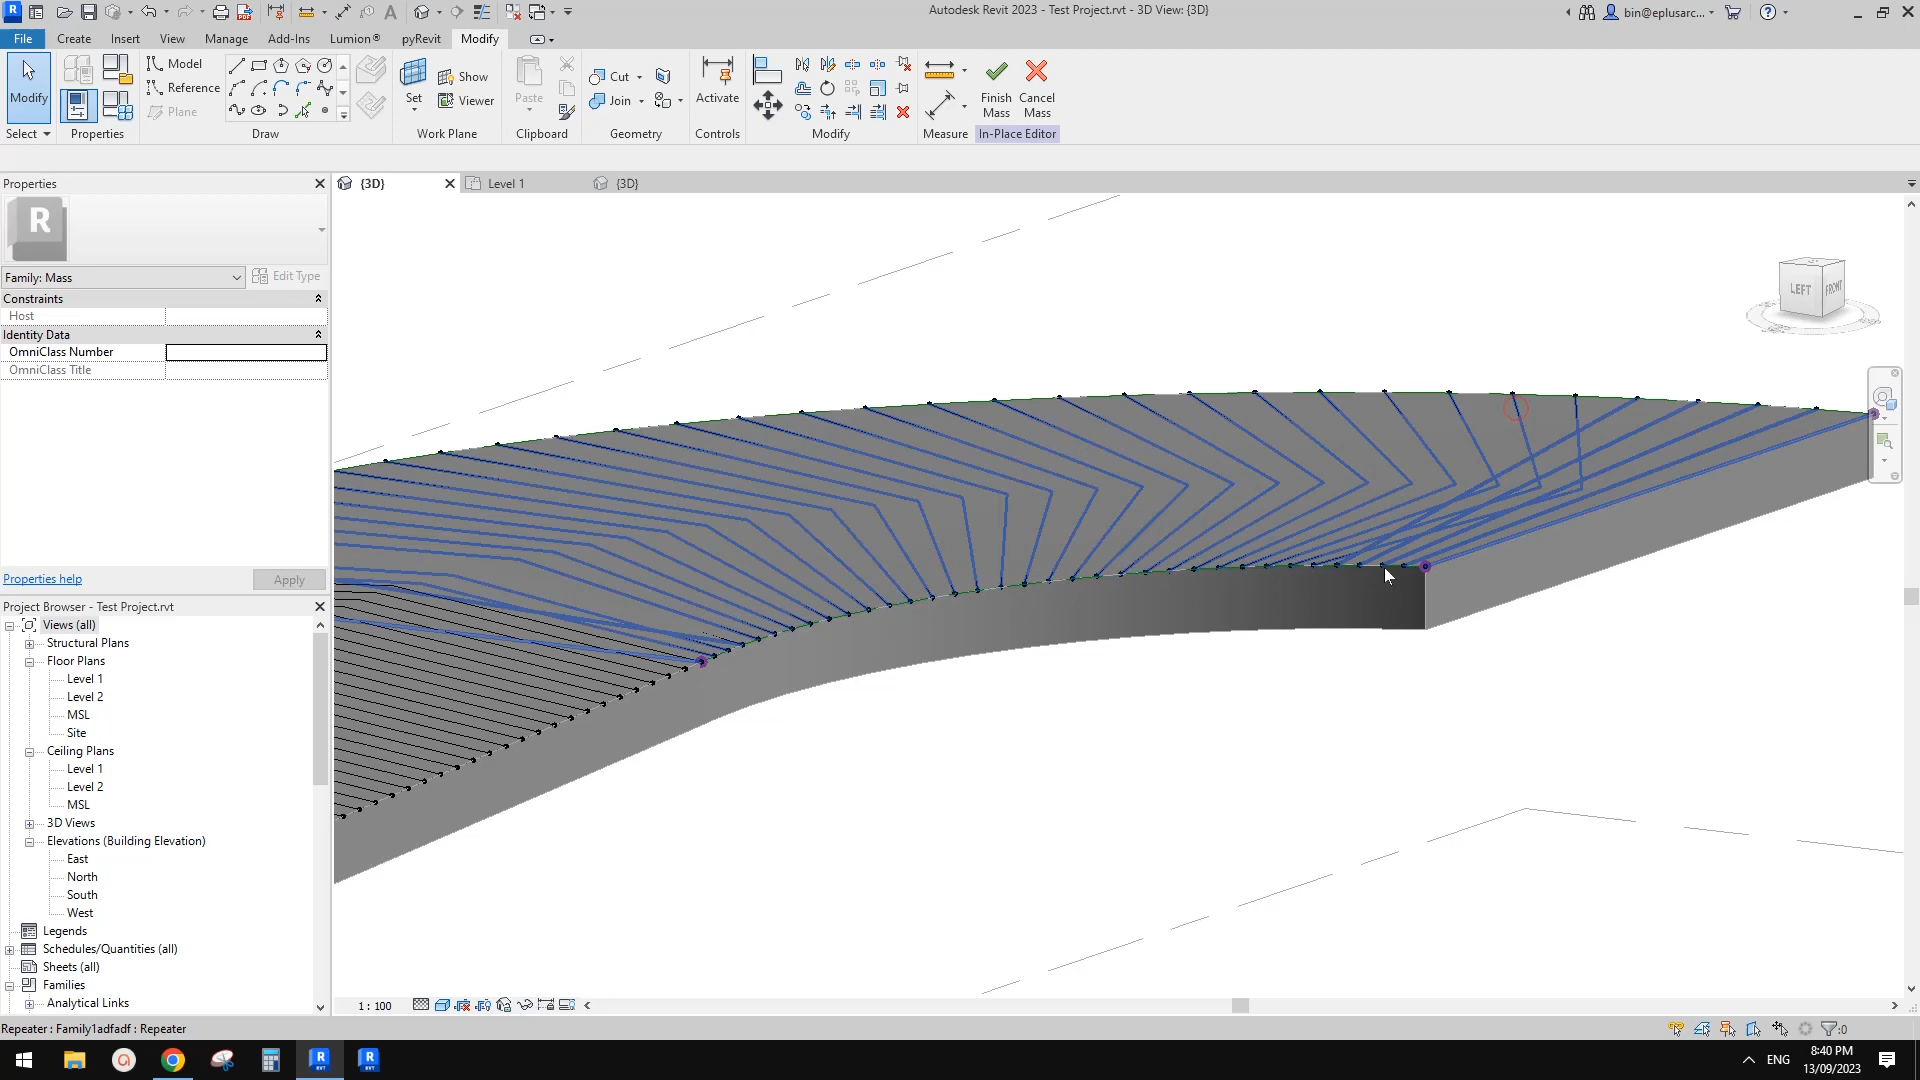 Autodesk Revit 2023 - Test Project.rvt - 3D View: {3D}
bin@eplusarc...
File
Create
Insert
View
Manage
Add-Ins
Lumion®
pyRevit
Modify
Modify
Model
Reference
Plane
Set
Show
Viewer
Paste
Cut
Join
Activate
Finish
Mass
Cancel
Mass
Select
Properties
Draw
Work Plane
Clipboard
Geometry
Controls
Modify
Measure
In-Place Editor
Properties
{3D}
Level 1
{3D}
R
Family: Mass
Edit Type
Constraints
Host
Identity Data
OmniClass Number
OmniClass Title
Properties help
Apply
LEFT
FRONT
Project Browser - Test Project.rvt
Views (all)
Structural Plans
Floor Plans
Level 1
Level 2
MSL
Site
Ceiling Plans
Level 1
Level 2
MSL
3D Views
Elevations (Building Elevation)
East
North
South
West
Legends
Schedules/Quantities (all)
Sheets (all)
Families
Analytical Links
1 : 100
Repeater : Family1adfadf : Repeater
:0
ENG
8:40 PM
13/09/2023